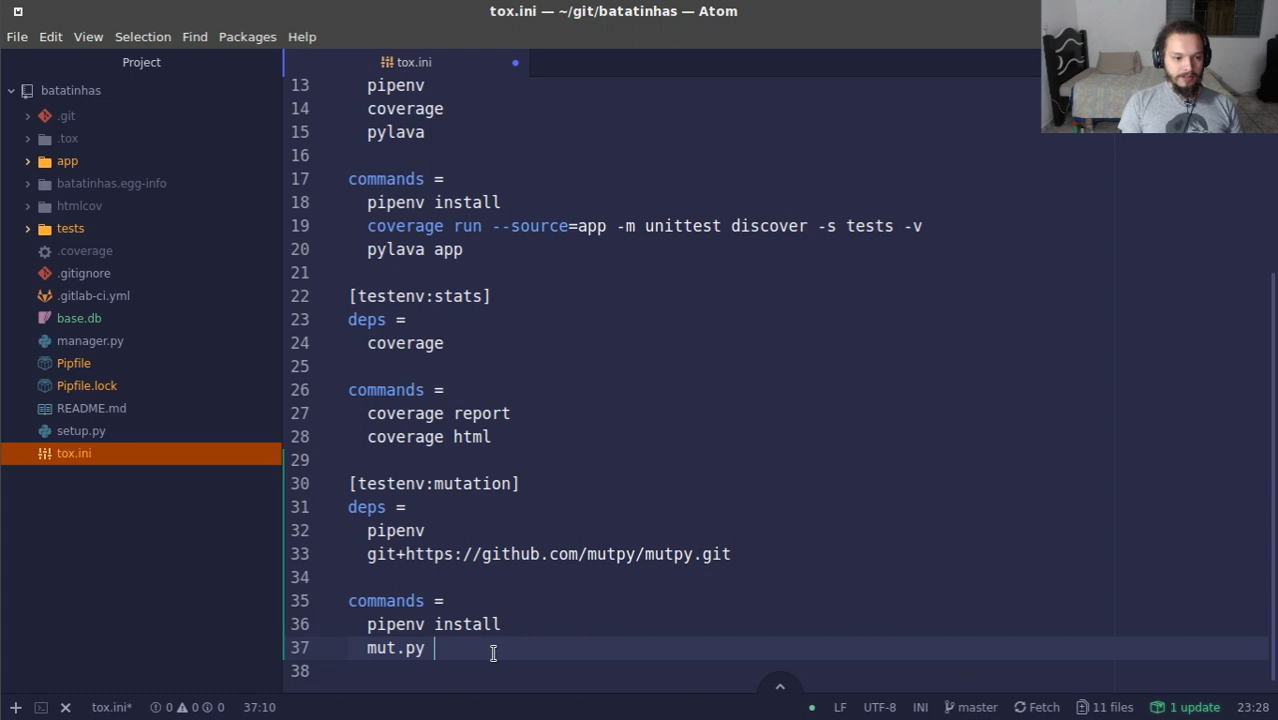 tox.ini — ~/git/batatinhas — Atom
File Edit View Selection Find Packages Help
Project
tox.ini
batatinhas
.git
.tox
app
batatinhas.egg-info
htmlcov
tests
.coverage
.gitignore
.gitlab-ci.yml
base.db
manager.py
Pipfile
Pipfile.lock
README.md
setup.py
tox.ini
13 pipenv
14 coverage
15 pylava
16
17 commands =
18 pipenv install
19 coverage run --source=app -m unittest discover -s tests -v
20 pylava app
21
22 [testenv:stats]
23 deps =
24 coverage
25
26 commands =
27 coverage report
28 coverage html
29
30 [testenv:mutation]
31 deps =
32 pipenv
33 git+https://github.com/mutpy/mutpy.git
34
35 commands =
36 pipenv install
37 mut.py
38
tox.ini* 0 0 0 37:10 LF UTF-8 INI master Fetch 11 files 1 update 23:28